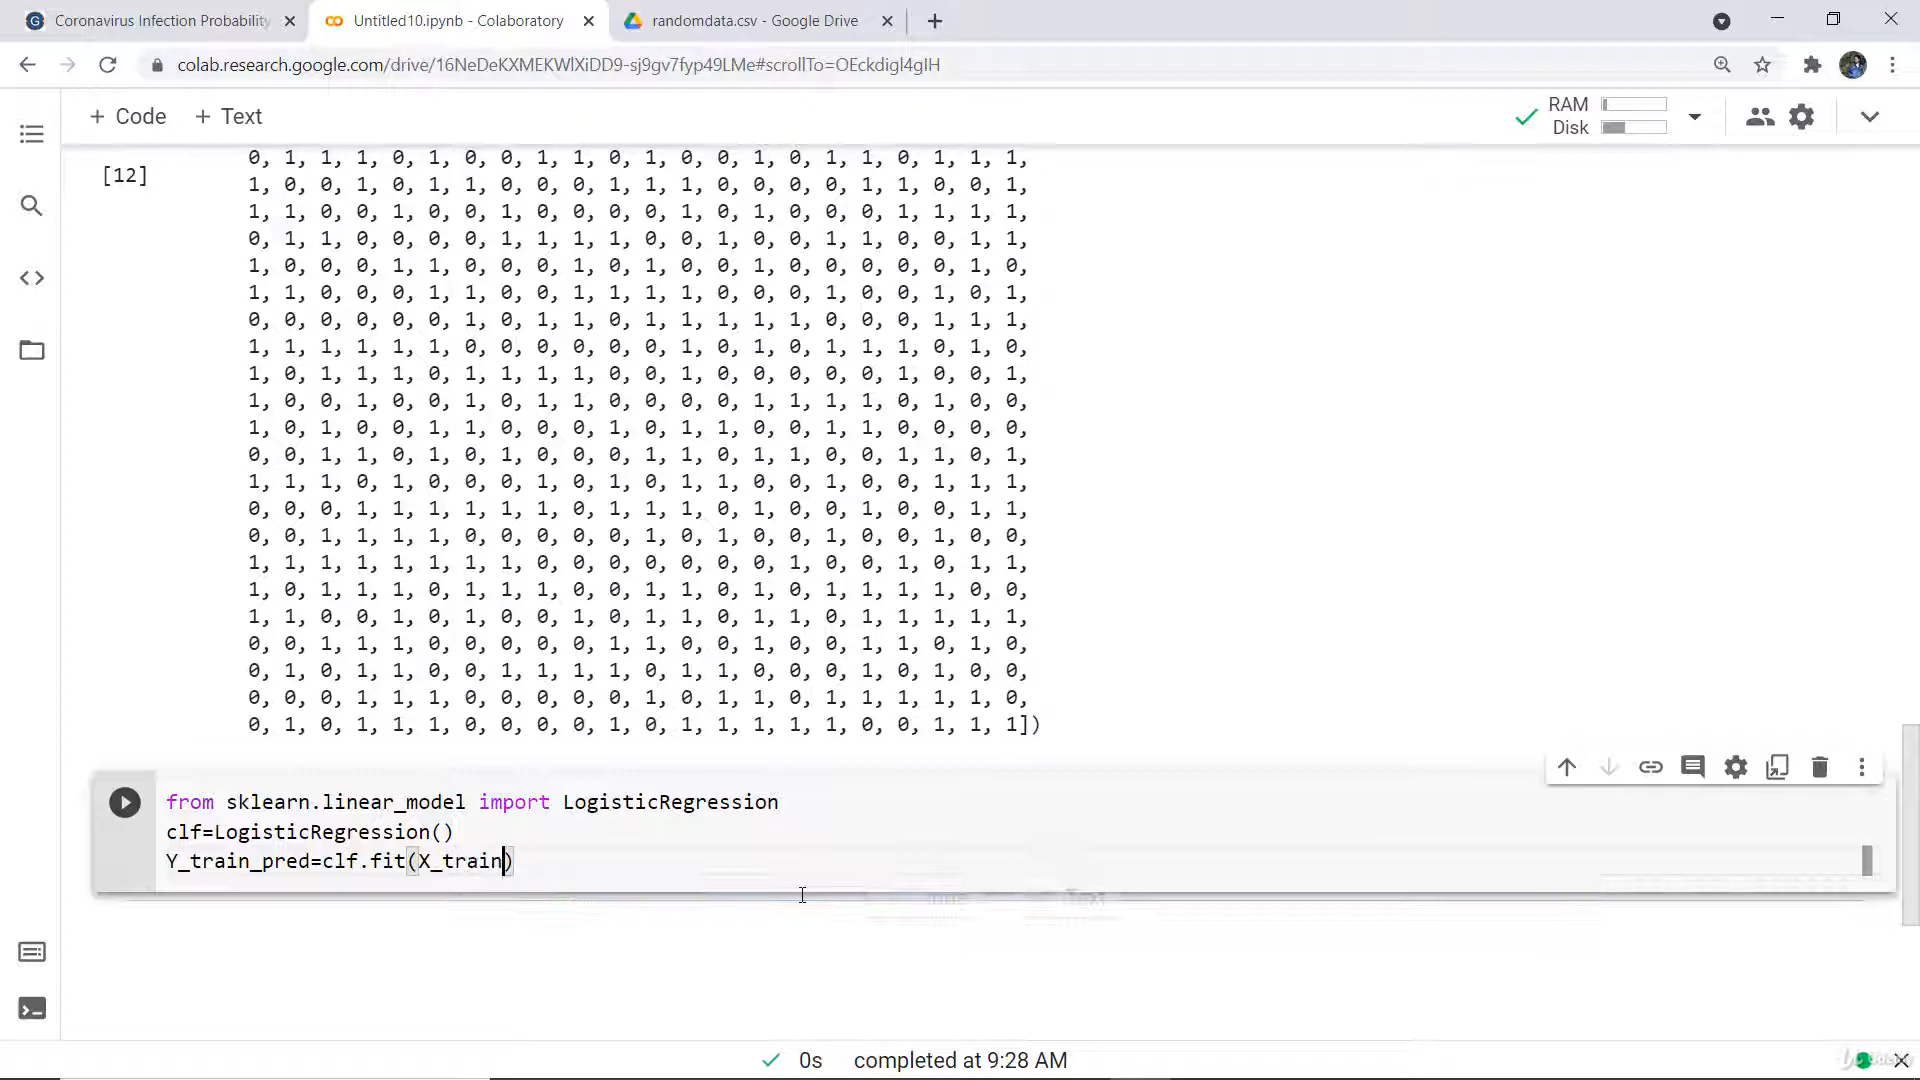 Coronavirus Infection Probability
Untitled10.ipynb - Colaboratory
randomdata.csv - Google Drive
colab.research.google.com/drive/16NeDeKXMEKWlXiDD9-sj9gv7fyp49LMe#scrollTo=OEckdigl4gIH
+ Code + Text
RAM
Disk
[12]
0, 1, 1, 1, 0, 1, 0, 0, 1, 1, 0, 1, 0, 0, 1, 0, 1, 1, 0, 1, 1, 1,
1, 0, 0, 1, 0, 1, 1, 0, 0, 0, 1, 1, 1, 0, 0, 0, 0, 1, 1, 0, 0, 1,
1, 1, 0, 0, 1, 0, 0, 1, 0, 0, 0, 0, 1, 0, 1, 0, 0, 0, 1, 1, 1, 1,
0, 1, 1, 0, 0, 0, 0, 1, 1, 1, 1, 0, 0, 1, 0, 0, 1, 1, 0, 0, 1, 1,
1, 0, 0, 0, 1, 1, 0, 0, 0, 1, 0, 1, 0, 0, 1, 0, 0, 0, 0, 0, 1, 0,
1, 1, 0, 0, 0, 1, 1, 0, 0, 1, 1, 1, 1, 0, 0, 0, 1, 0, 0, 1, 0, 1,
0, 0, 0, 0, 0, 0, 1, 0, 1, 1, 0, 1, 1, 1, 1, 1, 0, 0, 0, 1, 1, 1,
1, 1, 1, 1, 1, 1, 0, 0, 0, 0, 0, 0, 1, 0, 1, 0, 1, 1, 1, 0, 1, 0,
1, 0, 1, 1, 1, 0, 1, 1, 1, 1, 0, 0, 1, 0, 0, 0, 0, 0, 1, 0, 0, 1,
1, 0, 0, 1, 0, 0, 1, 0, 1, 1, 0, 0, 0, 0, 1, 1, 1, 1, 0, 1, 0, 0,
1, 0, 1, 0, 0, 1, 1, 0, 0, 0, 1, 0, 1, 1, 0, 0, 1, 1, 0, 0, 0, 0,
0, 0, 1, 1, 0, 1, 0, 1, 0, 0, 0, 1, 1, 0, 1, 1, 0, 0, 1, 1, 0, 1,
1, 1, 1, 0, 1, 0, 0, 0, 1, 0, 1, 0, 1, 1, 0, 0, 1, 0, 0, 1, 1, 1,
0, 0, 0, 1, 1, 1, 1, 1, 1, 0, 1, 1, 1, 0, 1, 0, 0, 1, 0, 0, 1, 1,
0, 0, 1, 1, 1, 1, 0, 0, 0, 0, 0, 1, 0, 1, 0, 0, 1, 0, 0, 1, 0, 0,
1, 1, 1, 1, 1, 1, 1, 1, 0, 0, 0, 0, 0, 0, 0, 1, 0, 0, 1, 0, 1, 1,
1, 0, 1, 1, 1, 0, 1, 1, 1, 0, 0, 1, 1, 0, 1, 0, 1, 1, 1, 1, 0, 0,
1, 1, 0, 0, 1, 0, 1, 0, 0, 1, 0, 1, 1, 0, 1, 1, 0, 1, 1, 1, 1, 1,
0, 0, 1, 1, 1, 0, 0, 0, 0, 0, 1, 1, 0, 0, 1, 0, 0, 1, 1, 0, 1, 0,
0, 1, 0, 1, 1, 0, 0, 1, 1, 1, 1, 0, 1, 1, 0, 0, 0, 1, 0, 1, 0, 0,
0, 0, 0, 1, 1, 1, 0, 0, 0, 0, 0, 1, 0, 1, 1, 0, 1, 1, 1, 1, 1, 0,
0, 1, 0, 1, 1, 1, 0, 0, 0, 0, 1, 0, 1, 1, 1, 1, 1, 0, 0, 1, 1, 1])
from sklearn.linear_model import LogisticRegression
clf=LogisticRegression()
Y_train_pred=clf.fit(X_train)
0s completed at 9:28 AM